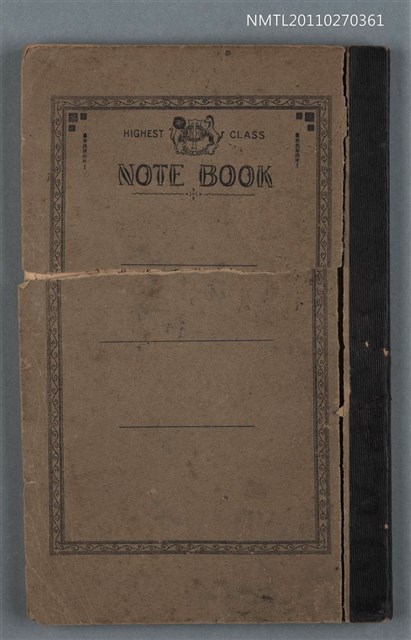 NMTL20110270361
HIGHEST CLASS
NOTE BOOK